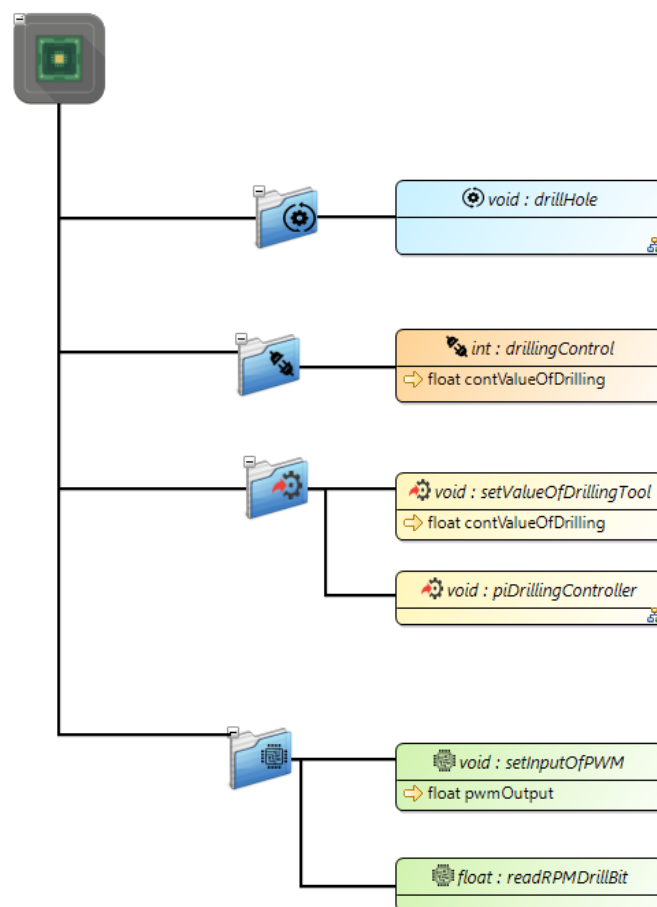 void : drillHole
int : drillingControl
float contValueOfDrilling
void : setValueOfDrillingTool
float contValueOfDrilling
void : piDrillingController
void : setInputOfPWM
float pwmOutput
float : readRPMDrillBit